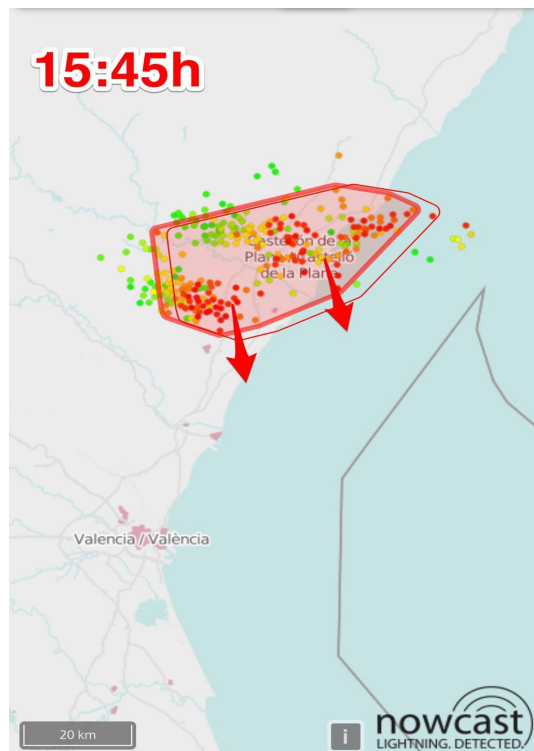 15:45h
Castellón de la
Plana / Castelló
de la Plana
Valencia / València
20 km
i
nowcast
LIGHTNING. DETECTED.